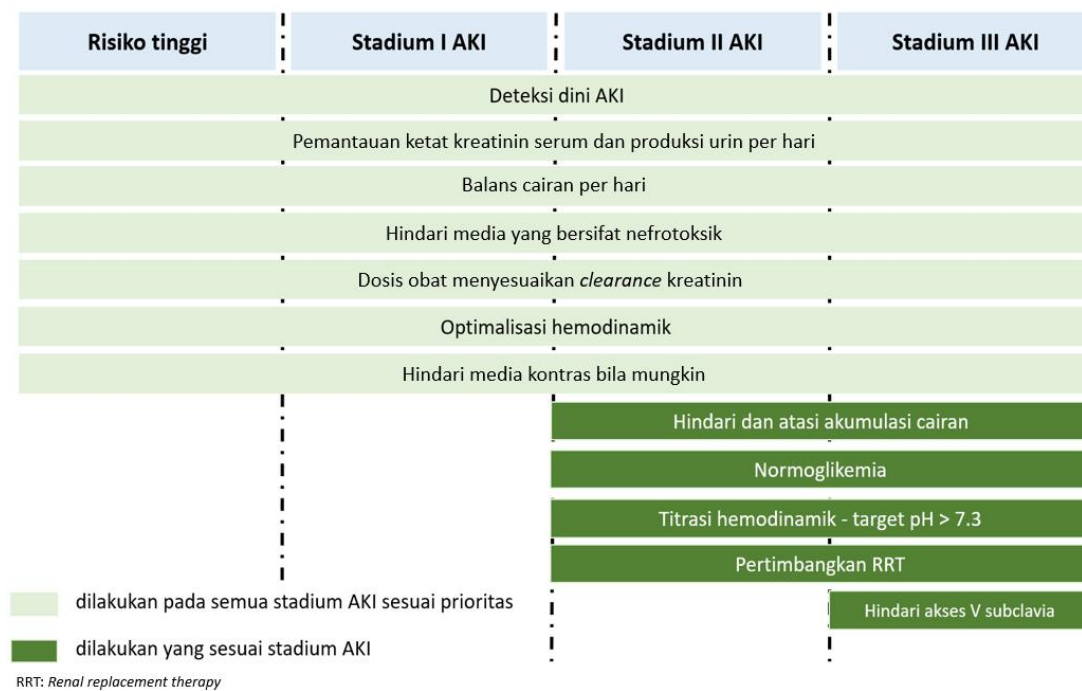 Risiko tinggi
Stadium I AKI
Stadium II AKI
Stadium III AKI
Deteksi dini AKI
Pemantauan ketat kreatinin serum dan produksi urin per hari
Balans cairan per hari
Hindari media yang bersifat nefrotoksik
Dosis obat menyesuaikan clearance kreatinin
Optimalisasi hemodinamik
Hindari media kontras bila mungkin
Hindari dan atasi akumulasi cairan
Normoglikemia
Titrasi hemodinamik - target pH > 7.3
Pertimbangkan RRT
Hindari akses V subclavia
dilakukan pada semua stadium AKI sesuai prioritas
dilakukan yang sesuai stadium AKI
RRT: Renal replacement therapy